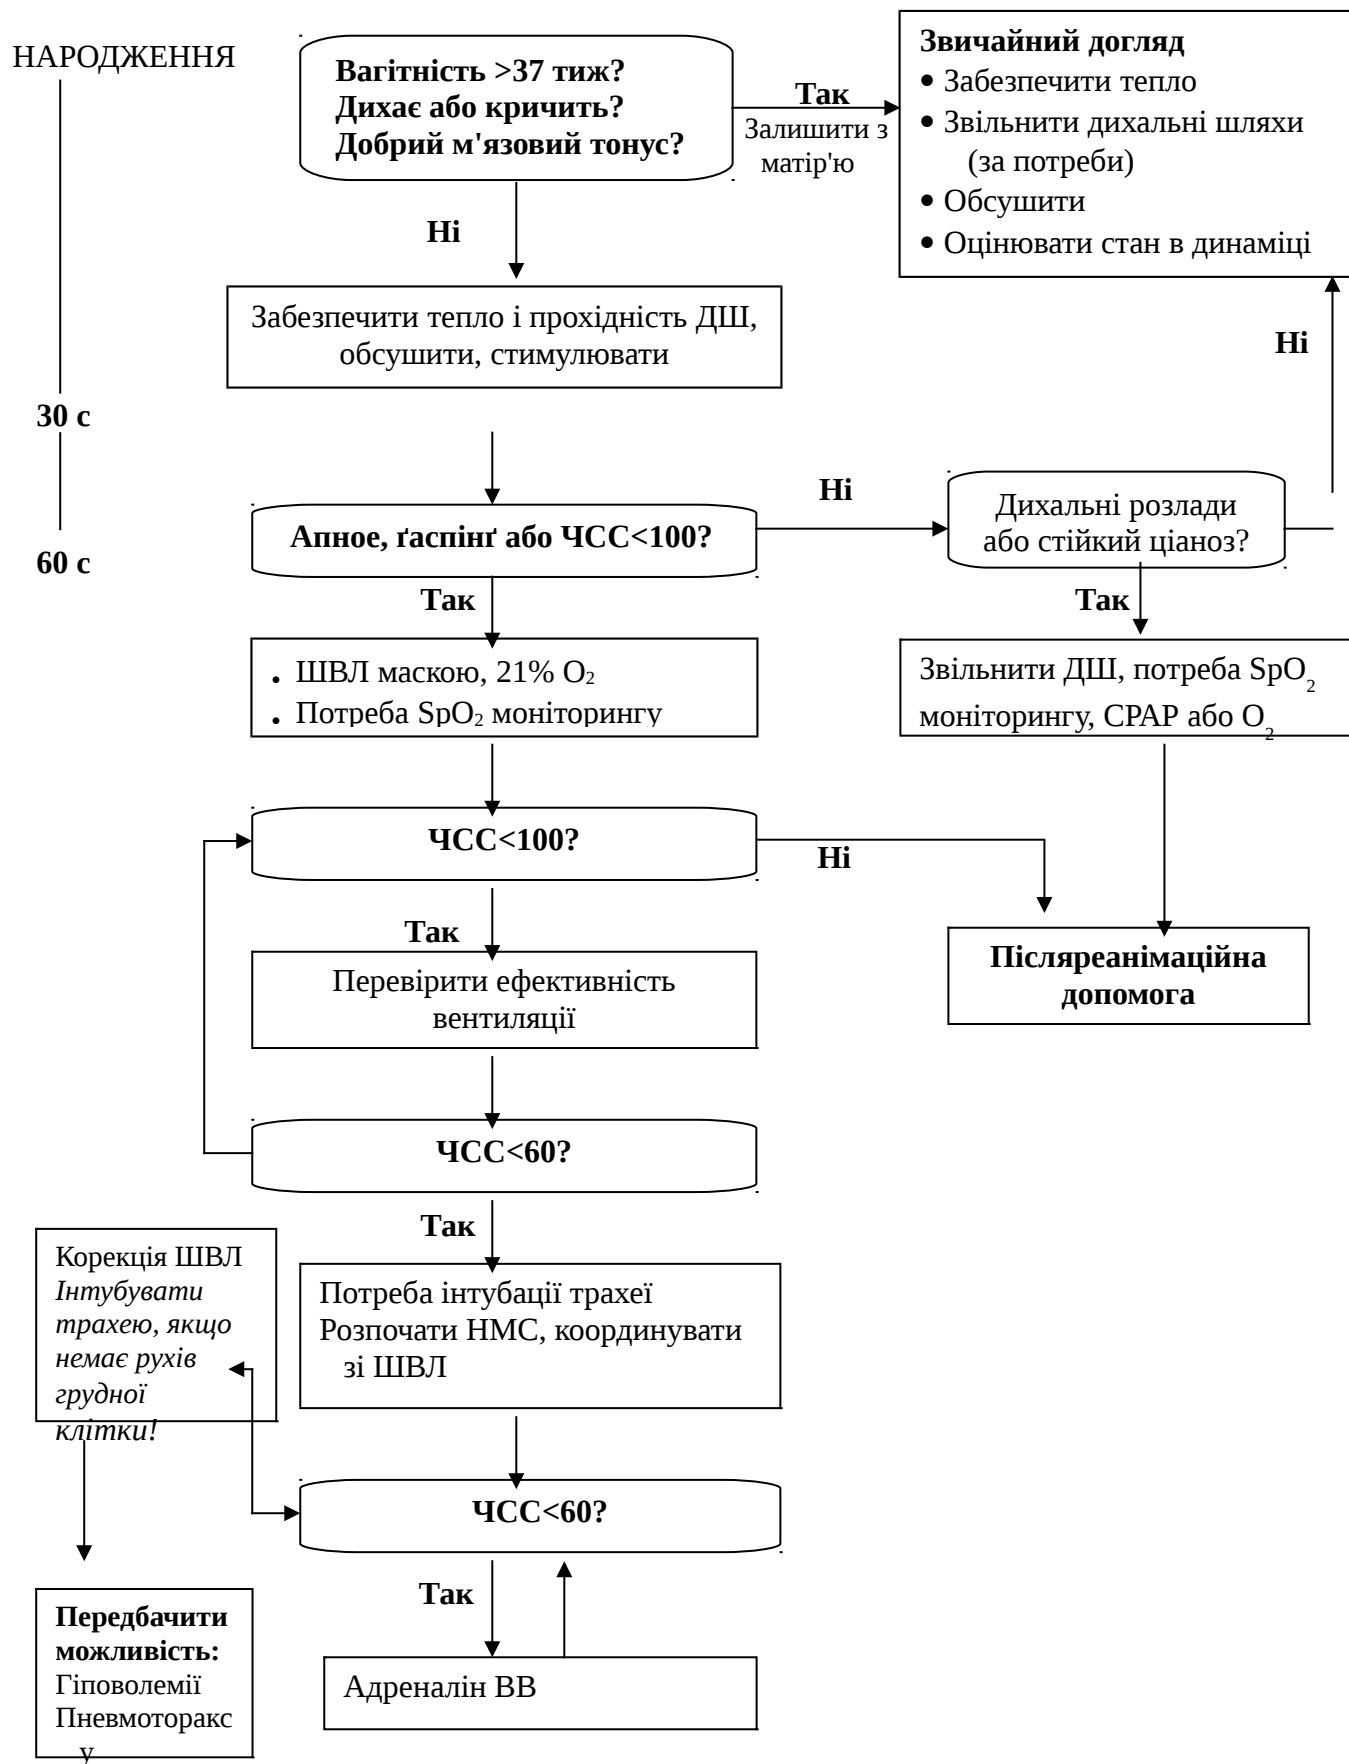 НАРОДЖЕННЯ
Вагітність >37 тиж?
Дихає або кричить?
Добрий м'язовий тонус?
Так
Залишити з
матір'ю
Звичайний догляд
• Забезпечити тепло
• Звільнити дихальні шляхи
(за потреби)
• Обсушити
• Оцінювати стан в динаміці
Ні
Забезпечити тепло і прохідність ДШ,
обсушити, стимулювати
Ні
30 с
Апное, ґаспінґ або ЧСС<100?
Ні
Дихальні розлади
або стійкий ціаноз?
60 с
Так
Так
• ШВЛ маскою, 21% O₂
• Потреба SpO₂ моніторингу
Звільнити ДШ, потреба SpO₂
моніторингу, СРАР або O₂
ЧСС<100?
Ні
Так
Перевірити ефективність
вентиляції
Післяреанімаційна
допомога
ЧСС<60?
Так
Корекція ШВЛ
Інтубувати
трахею, якщо
немає рухів
грудної
клітки!
Потреба інтубації трахеї
Розпочати НМС, координувати
зі ШВЛ
ЧСС<60?
Так
Передбачити
можливість:
Гіповолемії
Пневмоторакс
у
Адреналін ВВ